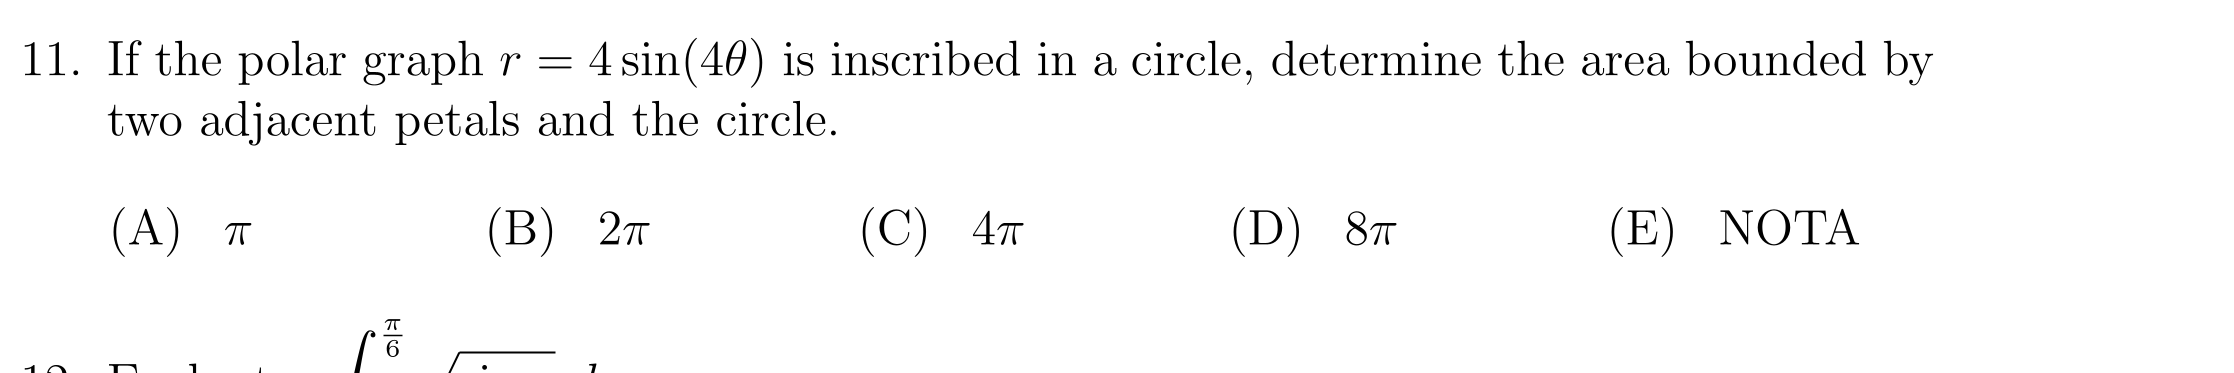 11. If the polar graph r = 4 sin(4θ) is inscribed in a circle, determine the area bounded by
two adjacent petals and the circle.
(A) π (B) 2π (C) 4π (D) 8π (E) NOTA
∫ π/6 √